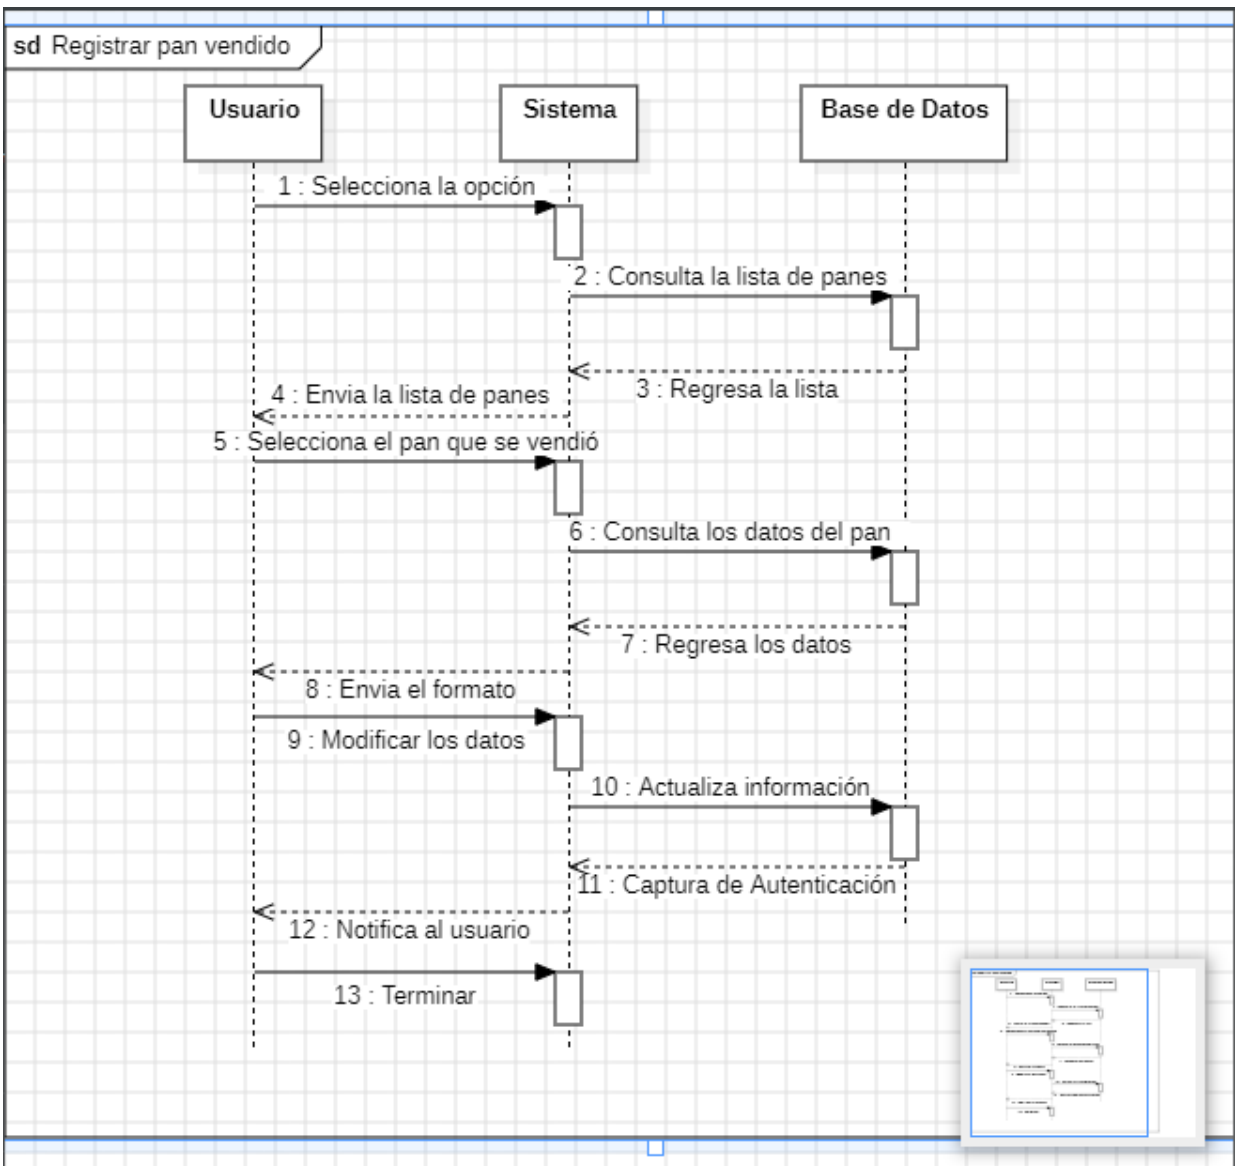 sd Registrar pan vendido
Usuario
Sistema
Base de Datos
1 : Selecciona la opción
2 : Consulta la lista de panes
3 : Regresa la lista
4 : Envia la lista de panes
5 : Selecciona el pan que se vendió
6 : Consulta los datos del pan
7 : Regresa los datos
8 : Envia el formato
9 : Modificar los datos
10 : Actualiza información
11 : Captura de Autenticación
12 : Notifica al usuario
13 : Terminar